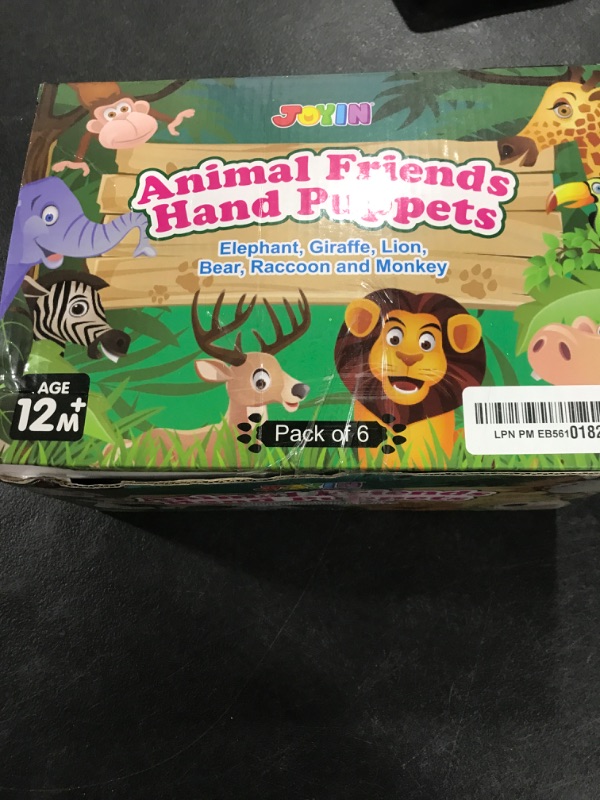 JOYIN
Animal Friends
Hand Puppets
Elephant, Giraffe, Lion,
Bear, Raccoon and Monkey
AGE
12M+
Pack of 6
LPN PM EB5610182
JOYIN